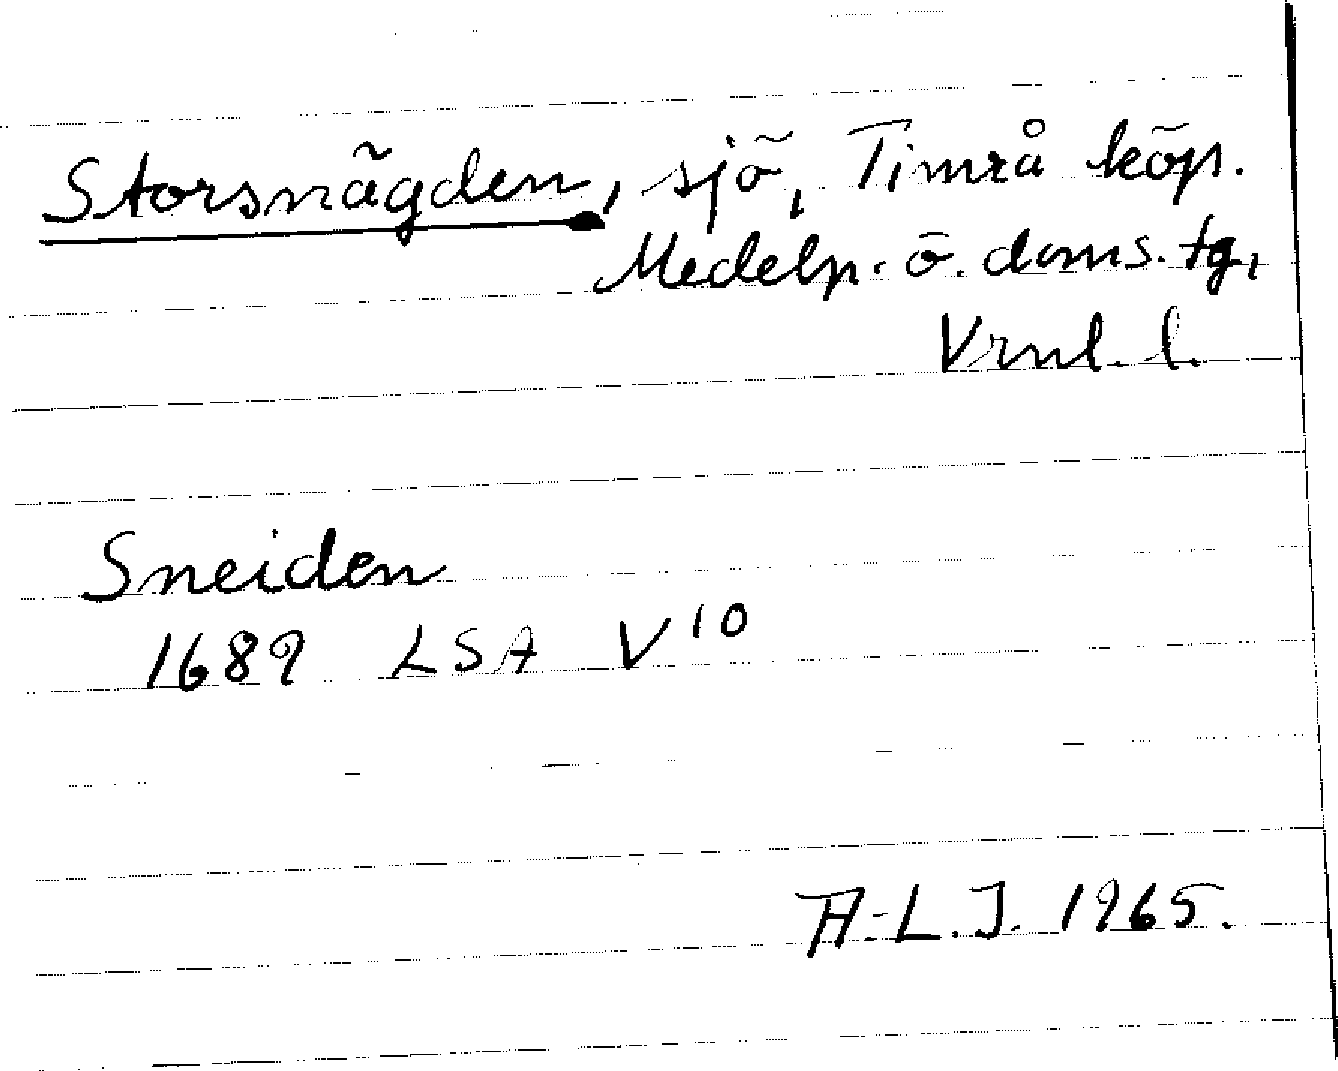 Storsnägden, sjö, Timrå köp.
Medelp. ö. doms. tg,
Vrnl. l.
Sneiden
1689 LSA V10
A-L.J. 1965.